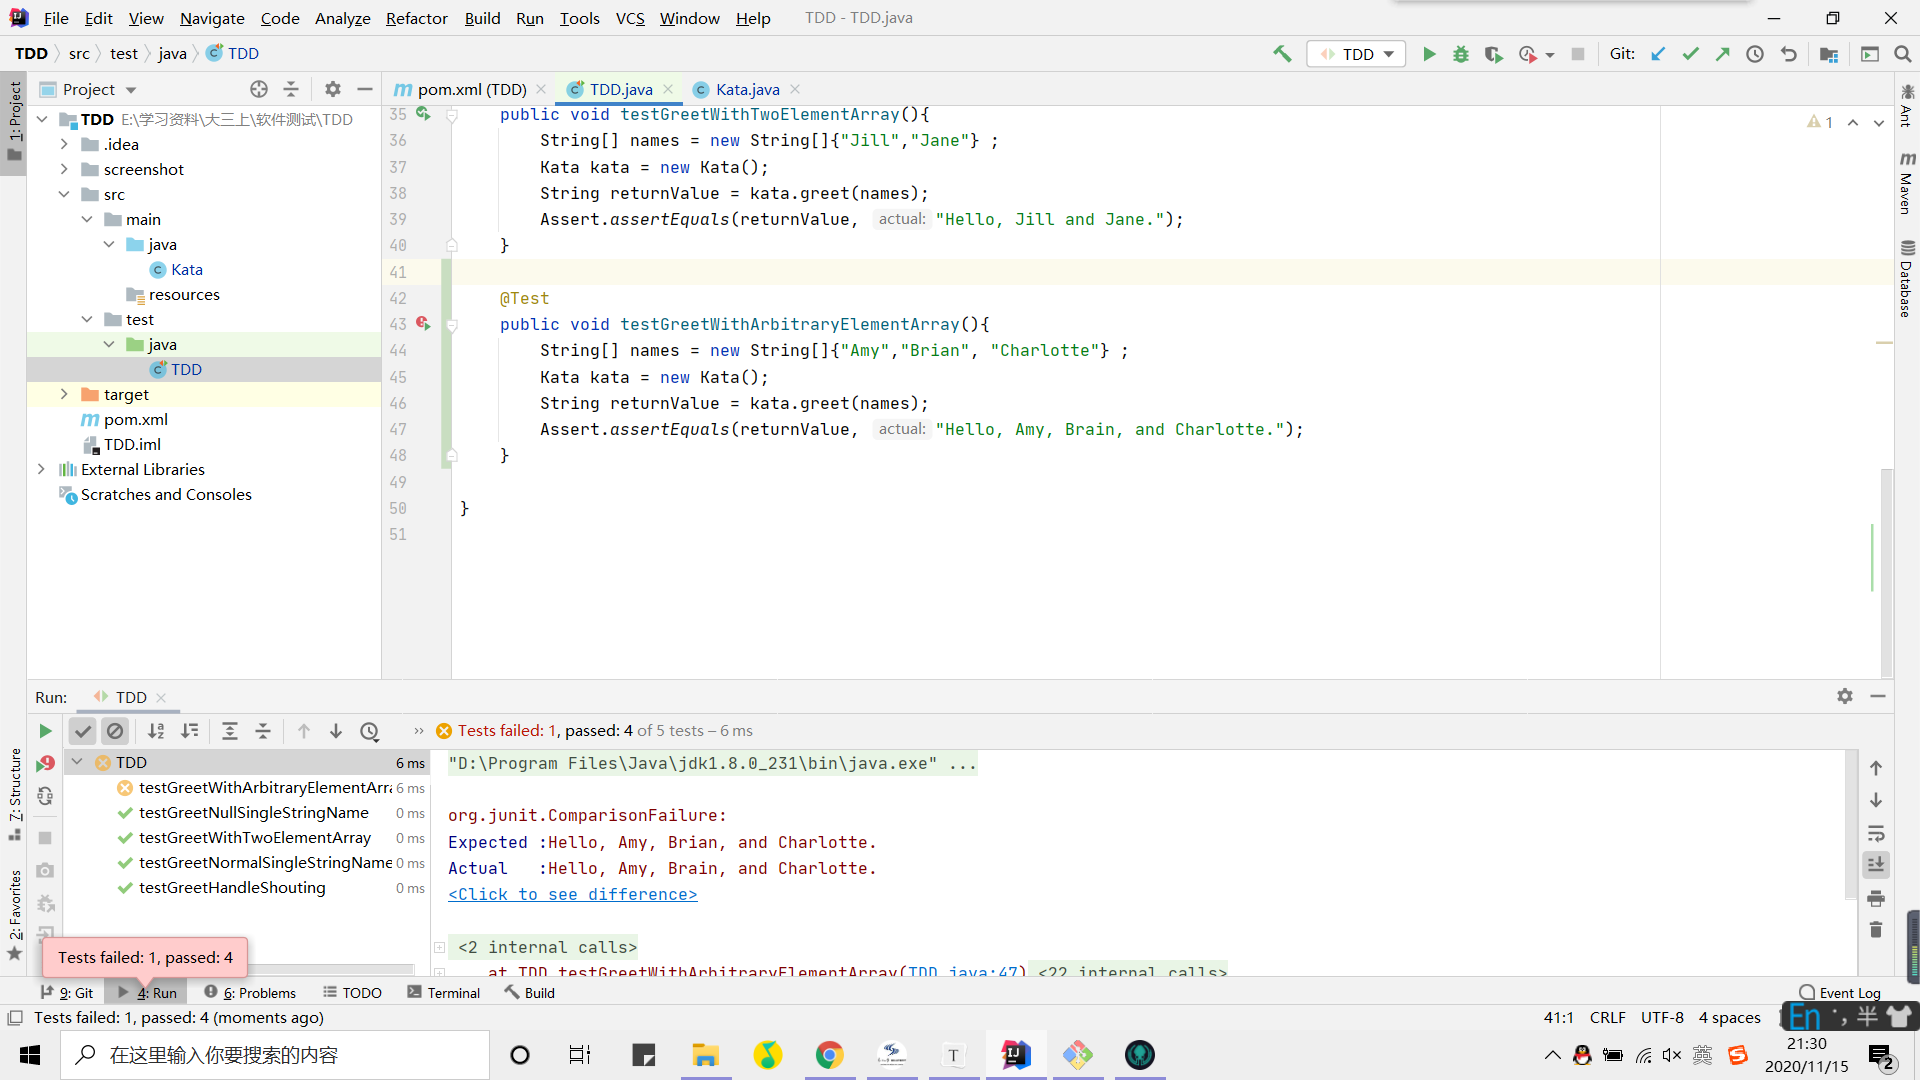 File Edit View Navigate Code Analyze Refactor Build Run Tools VCS Window Help TDD - TDD.java
TDD src test java TDD
TDD Git:
1: Project
Project
pom.xml (TDD) TDD.java Kata.java
TDD E:\学习资料\大三上\软件测试\TDD
.idea
screenshot
src
main
java
Kata
resources
test
java
TDD
target
pom.xml
TDD.iml
External Libraries
Scratches and Consoles
35 public void testGreetWithTwoElementArray(){
36 String[] names = new String[]{"Jill","Jane"} ;
37 Kata kata = new Kata();
38 String returnValue = kata.greet(names);
39 Assert.assertEquals(returnValue, actual: "Hello, Jill and Jane.");
40 }
41
42 @Test
43 public void testGreetWithArbitraryElementArray(){
44 String[] names = new String[]{"Amy","Brian", "Charlotte"} ;
45 Kata kata = new Kata();
46 String returnValue = kata.greet(names);
47 Assert.assertEquals(returnValue, actual: "Hello, Amy, Brain, and Charlotte.");
48 }
49
50 }
51
1
Ant
Maven
Database
Run: TDD
Tests failed: 1, passed: 4 of 5 tests – 6 ms
TDD 6 ms
testGreetWithArbitraryElementArra 6 ms
testGreetNullSingleStringName 0 ms
testGreetWithTwoElementArray 0 ms
testGreetNormalSingleStringName 0 ms
testGreetHandleShouting 0 ms
"D:\Program Files\Java\jdk1.8.0_231\bin\java.exe" ...
org.junit.ComparisonFailure:
Expected :Hello, Amy, Brian, and Charlotte.
Actual :Hello, Amy, Brain, and Charlotte.
<Click to see difference>
<2 internal calls>
at TDD.testGreetWithArbitraryElementArray(TDD.java:47) <22 internal calls>
7: Structure
2: Favorites
Tests failed: 1, passed: 4
9: Git 4: Run 6: Problems TODO Terminal Build Event Log
Tests failed: 1, passed: 4 (moments ago) 41:1 CRLF UTF-8 4 spaces
En 半
在这里输入你要搜索的内容
英
21:30
2020/11/15
2